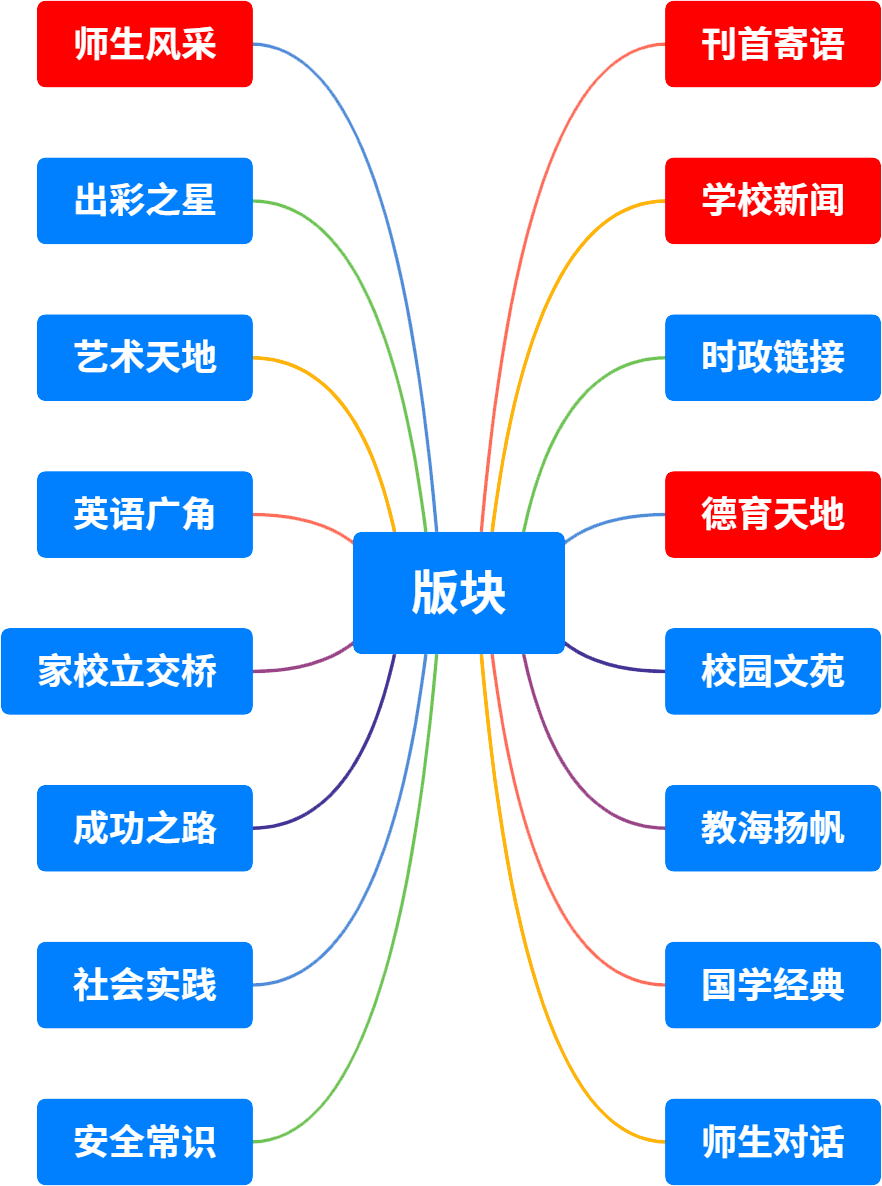 师生风采
刊首寄语
出彩之星
学校新闻
艺术天地
时政链接
英语广角
德育天地
版块
家校立交桥
校园文苑
成功之路
教海扬帆
社会实践
国学经典
安全常识
师生对话